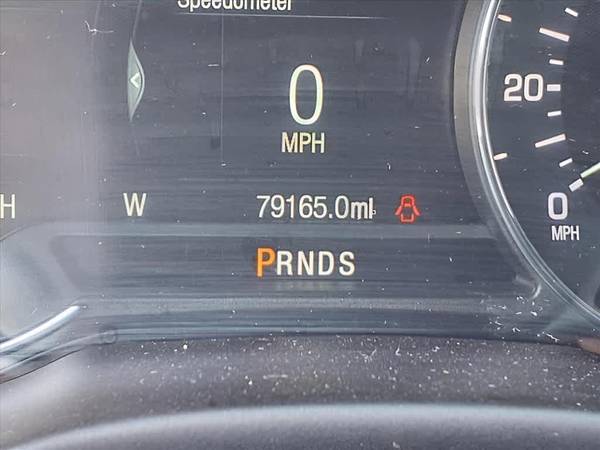 Speedometer
0
MPH
20
H W 79165.0mi
0
MPH
PRNDS